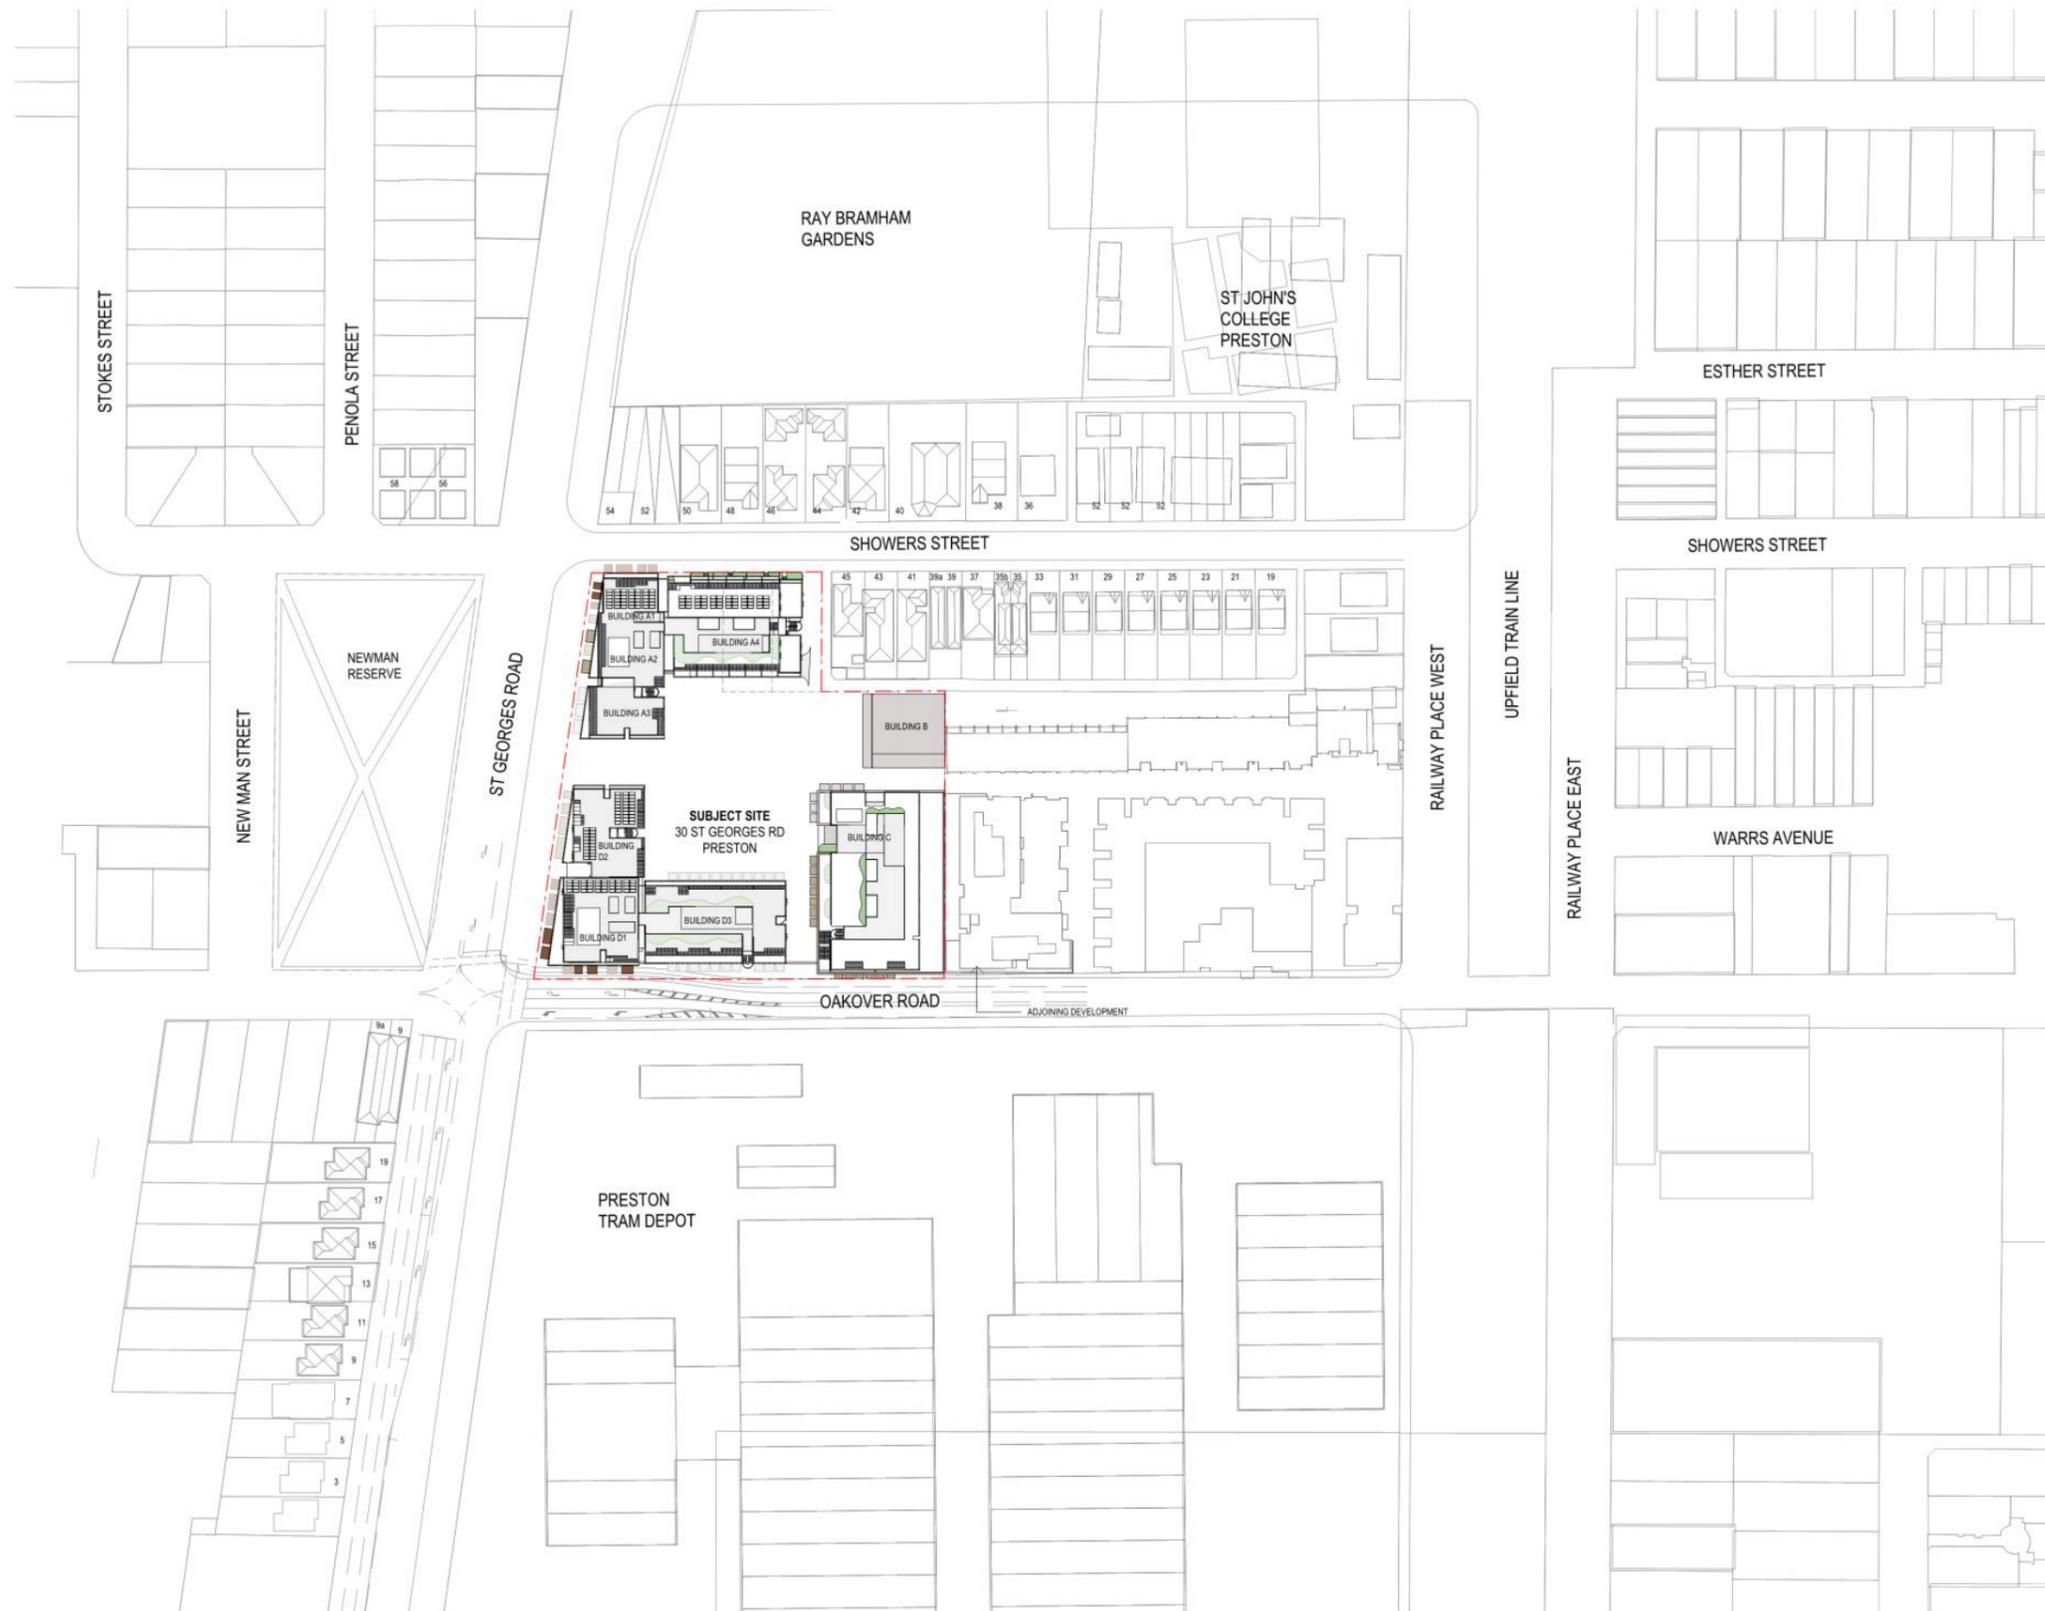 RAY BRAMHAM
GARDENS
ST JOHN'S
COLLEGE
PRESTON
STOKES STREET
PENOLA STREET
ESTHER STREET
58
56
54
52
50
48
46
44
42
40
38
36
52
52
52
SHOWERS STREET
SHOWERS STREET
45
43
41
39a
39
37
35b
35
33
31
29
27
25
23
21
19
BUILDING A1
BUILDING A4
BUILDING A2
BUILDING A3
BUILDING B
NEWMAN
RESERVE
NEW MAN STREET
ST GEORGES ROAD
RAILWAY PLACE WEST
UPFIELD TRAIN LINE
RAILWAY PLACE EAST
SUBJECT SITE
30 ST GEORGES RD
PRESTON
BUILDING C
BUILDING
D2
WARRS AVENUE
BUILDING D3
BUILDING D1
OAKOVER ROAD
ADJOINING DEVELOPMENT
9a
9
19
17
15
13
11
9
7
5
3
PRESTON
TRAM DEPOT